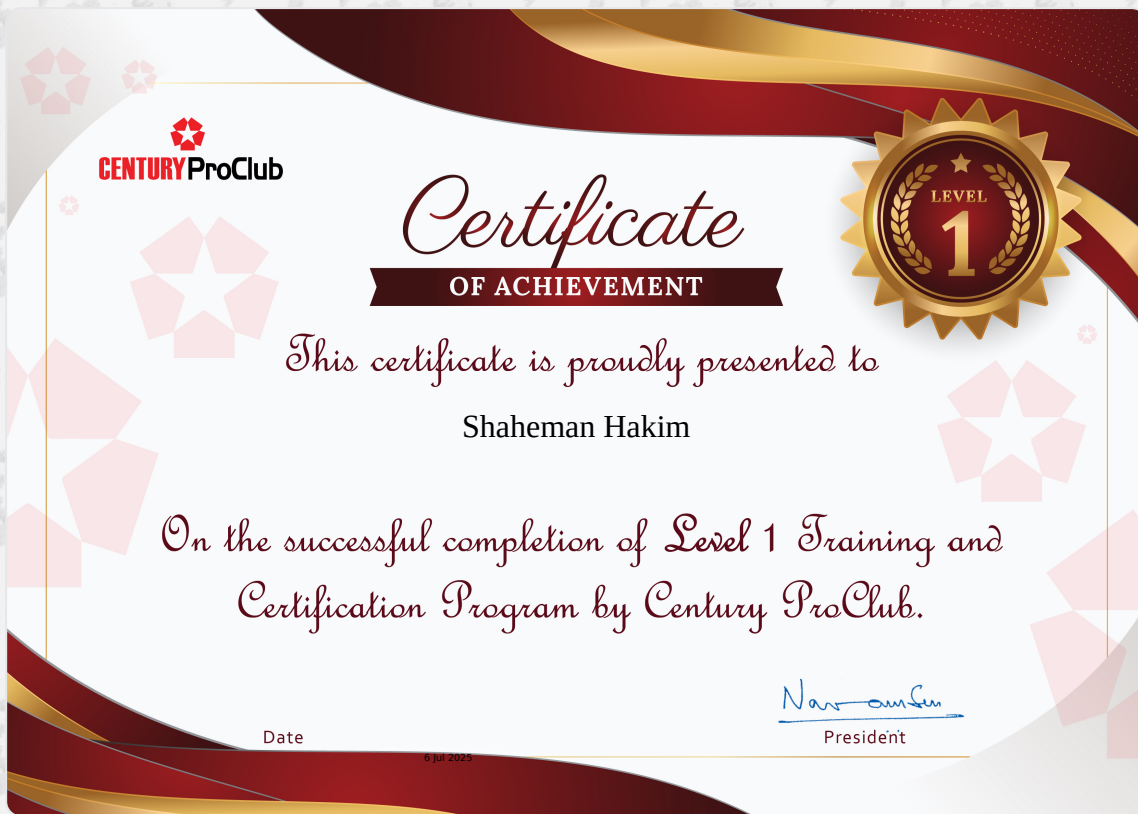 CENTURY ProClub
LEVEL
1
Certificate
OF ACHIEVEMENT
This certificate is proudly presented to
Shaheman Hakim
On the successful completion of Level 1 Training and
Certification Program by Century ProClub.
Date
President
6 Jul 2025